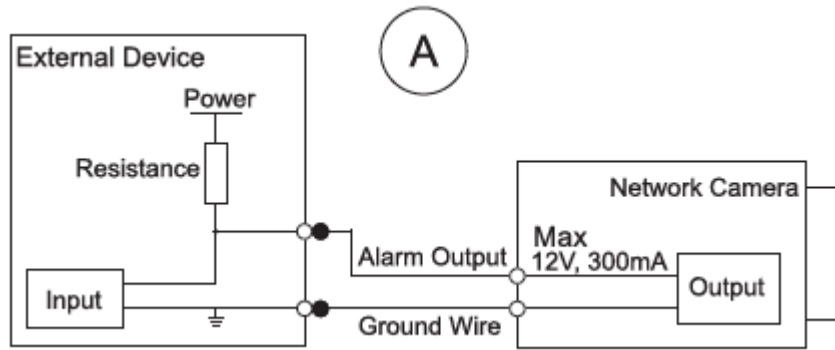 A
External Device
Power
Resistance
Network Camera
Alarm Output
Max
12V, 300mA
Input
Output
Ground Wire